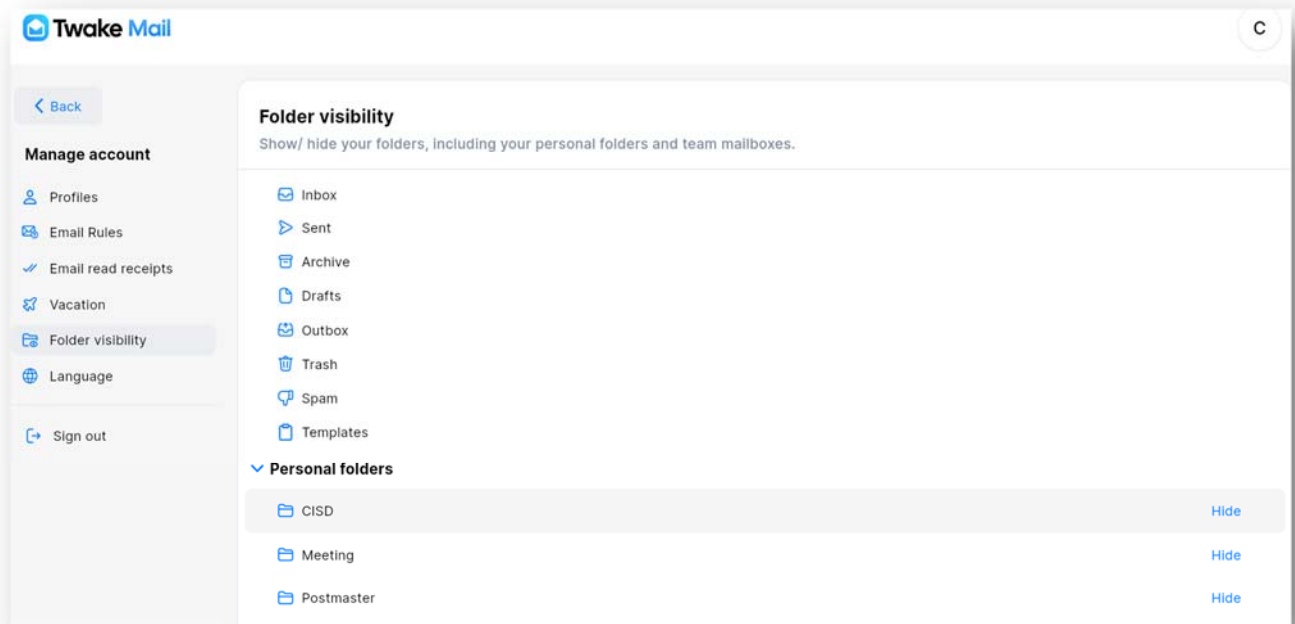 Twake Mail
C
Back
Manage account
Profiles
Email Rules
Email read receipts
Vacation
Folder visibility
Language
Sign out
Folder visibility
Show/ hide your folders, including your personal folders and team mailboxes.
Inbox
Sent
Archive
Drafts
Outbox
Trash
Spam
Templates
Personal folders
CISD Hide
Meeting Hide
Postmaster Hide